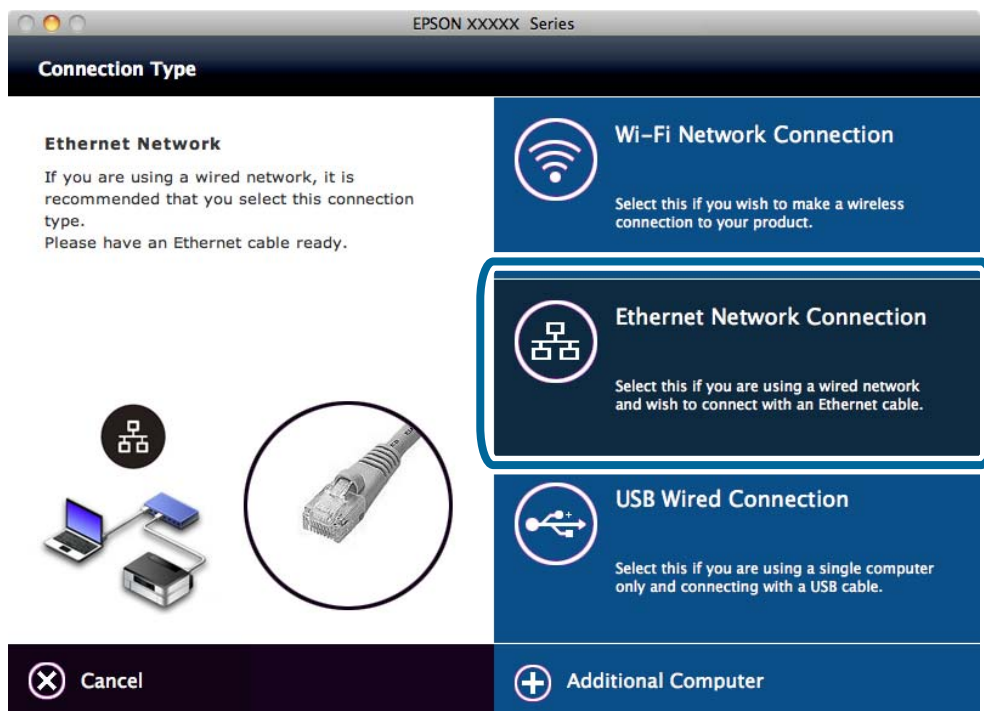 EPSON XXXXX Series
Connection Type
Ethernet Network
If you are using a wired network, it is
recommended that you select this connection
type.
Please have an Ethernet cable ready.
Wi-Fi Network Connection
Select this if you wish to make a wireless
connection to your product.
Ethernet Network Connection
Select this if you are using a wired network
and wish to connect with an Ethernet cable.
USB Wired Connection
Select this if you are using a single computer
only and connecting with a USB cable.
Cancel
Additional Computer